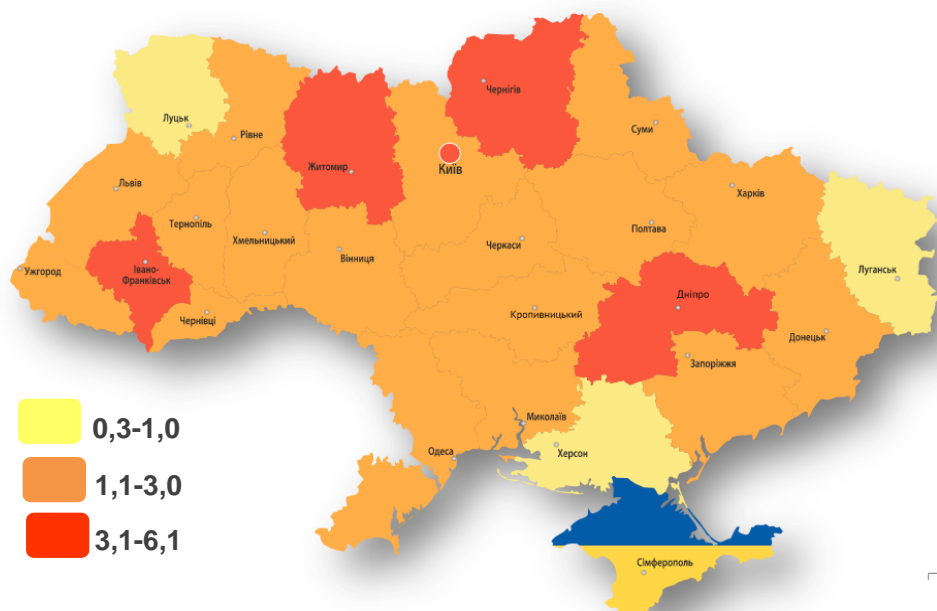 Чернігів
Луцьк
Рівне
Суми
Житомир
Київ
Львів
Харків
Тернопіль
Хмельницький
Полтава
Черкаси
Вінниця
Ужгород
Івано-
Франківськ
Луганськ
Дніпро
Чернівці
Кропивницький
Донецьк
Запоріжжя
0,3-1,0
Миколаїв
Одеса
Херсон
1,1-3,0
3,1-6,1
Сімферополь